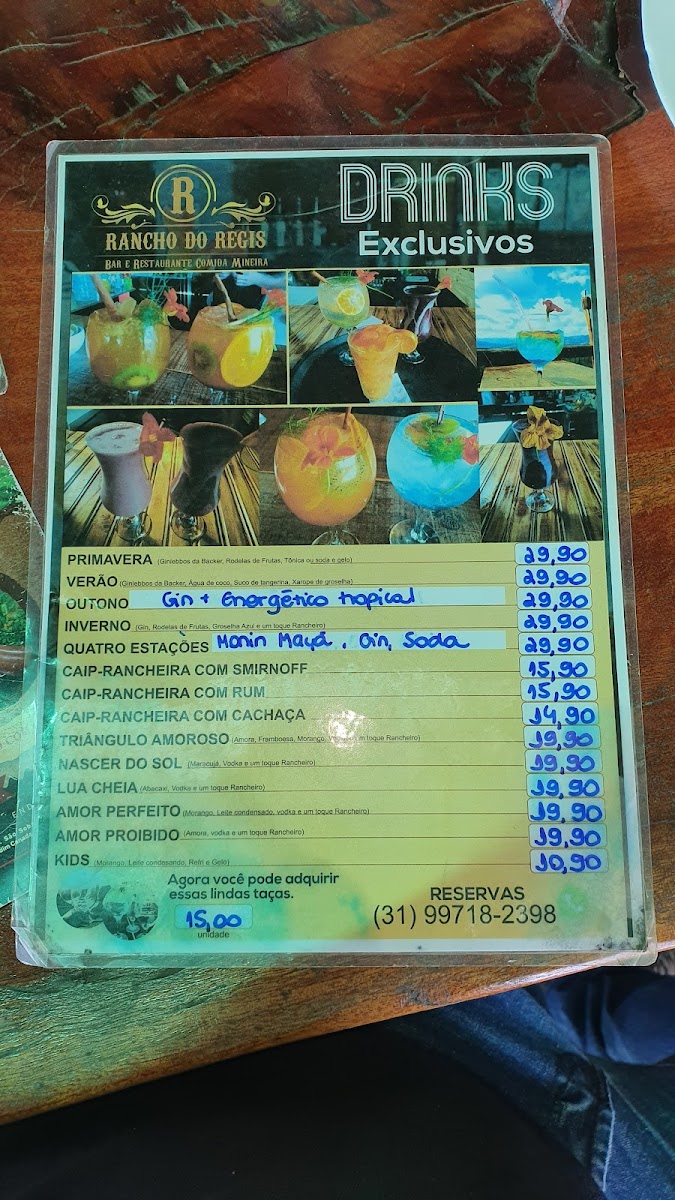 R
RANCHO DO REGIS
BAR E RESTAURANTE COMIDA MINEIRA
DRINKS
Exclusivos
PRIMAVERA (Giniebbos da Backer, Rodelas de Frutas, Tônica ou soda e gelo) 29,90
VERÃO (Giniebbos da Backer, Água de coco, Suco de tangerina, Xarope de groselha) 29,90
OUTONO Gin + Energético tropical 29,90
INVERNO (Gin, Rodelas de Frutas, Groselha Azul e um toque Rancheiro) 29,90
QUATRO ESTAÇÕES Monin Maçã, Gin, Soda 29,90
CAIP-RANCHEIRA COM SMIRNOFF 15,90
CAIP-RANCHEIRA COM RUM 15,90
CAIP-RANCHEIRA COM CACHAÇA 14,90
TRIÂNGULO AMOROSO (Amora, Framboesa, Morango, um toque Rancheiro) 19,90
NASCER DO SOL (Maracujá, Vodka e um toque Rancheiro) 19,90
LUA CHEIA (Abacaxi, Vodka e um toque Rancheiro) 19,90
AMOR PERFEITO (Morango, Leite condensado, vodka e um toque Rancheiro) 19,90
AMOR PROIBIDO (Amora, vodka e um toque Rancheiro) 19,90
KIDS (Morango, Leite condensado, Refri e Gelo) 10,90
Agora você pode adquirir
essas lindas taças.
15,00
unidade
RESERVAS
(31) 99718-2398